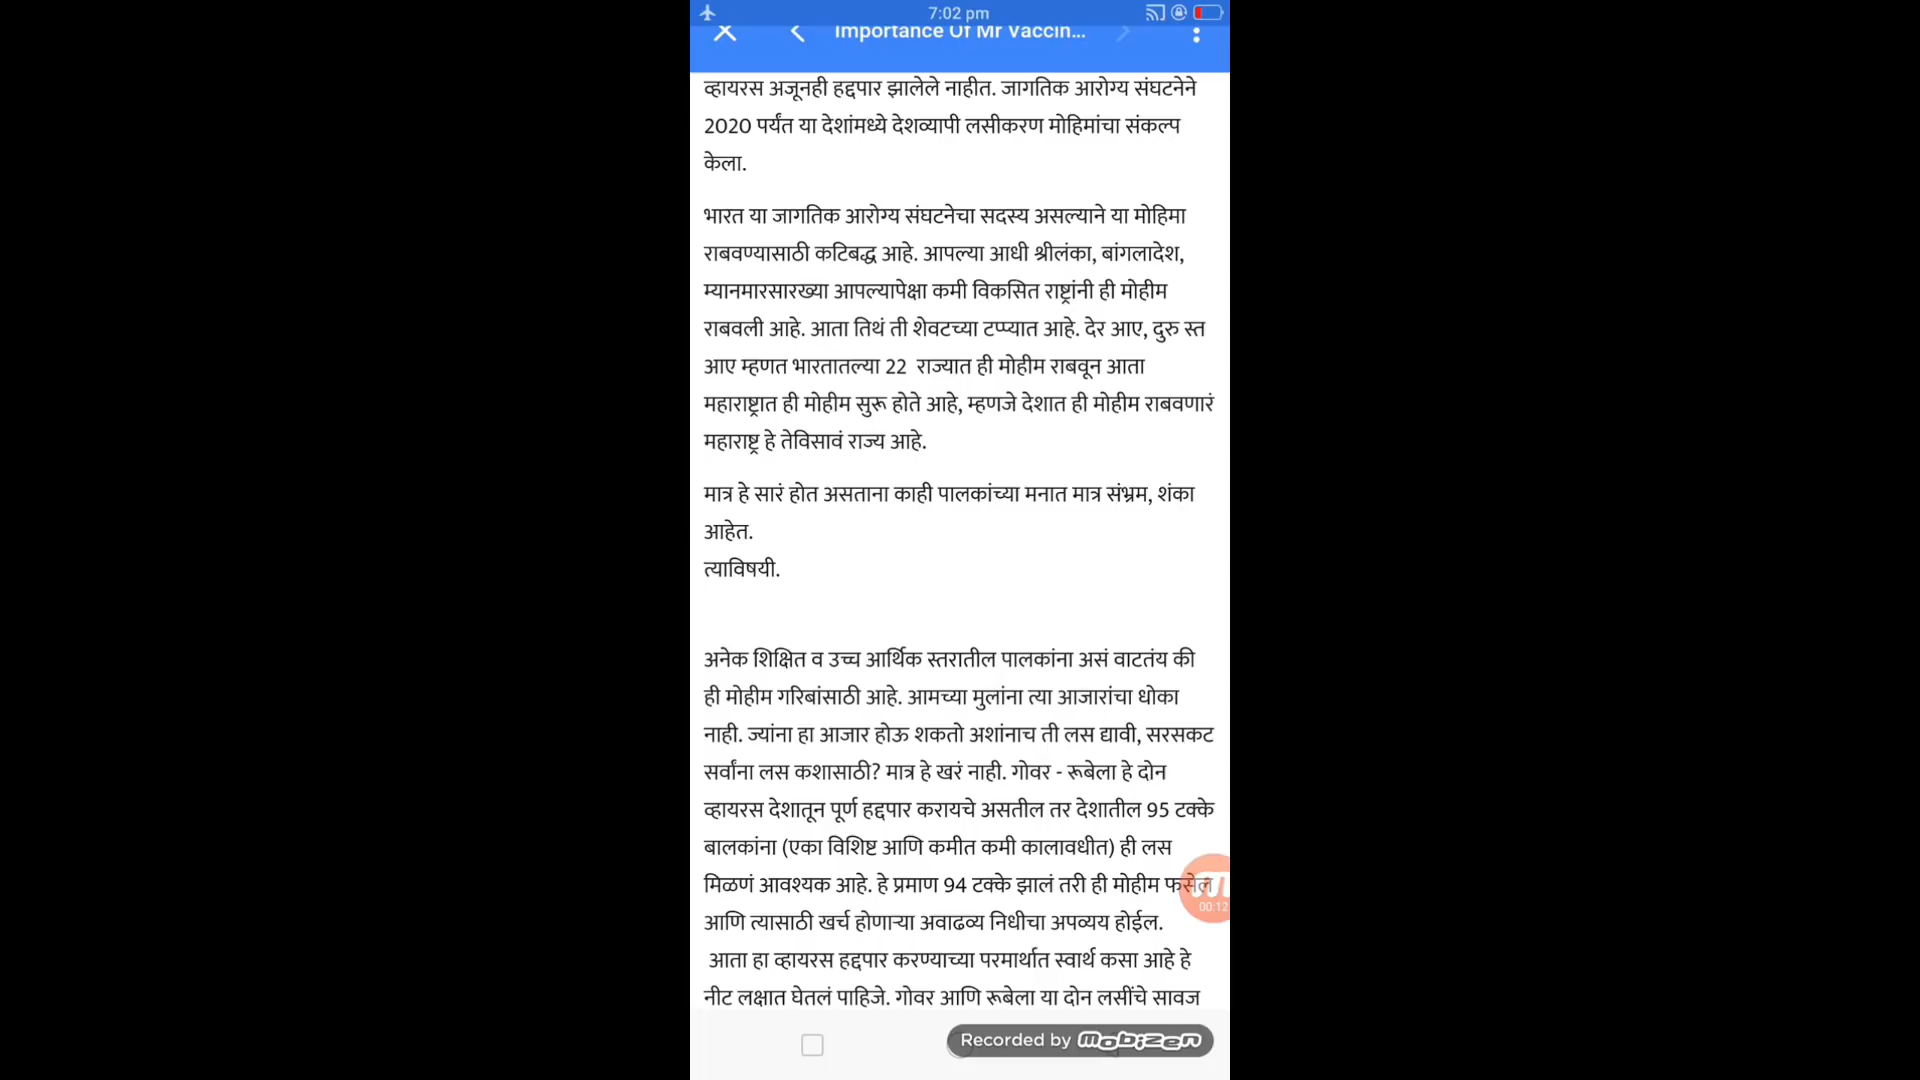 7:02 pm
Importance Of Mr Vaccin...
व्हायरस अजूनही हद्दपार झालेले नाहीत. जागतिक आरोग्य संघटनेने
2020 पर्यंत या देशांमध्ये देशव्यापी लसीकरण मोहिमांचा संकल्प
केला.
भारत या जागतिक आरोग्य संघटनेचा सदस्य असल्याने या मोहिमा
राबवण्यासाठी कटिबद्ध आहे. आपल्या आधी श्रीलंका, बांगलादेश,
म्यानमारसारख्या आपल्यापेक्षा कमी विकसित राष्ट्रांनी ही मोहीम
राबवली आहे. आता तिथं ती शेवटच्या टप्प्यात आहे. देर आए, दुरु स्त
आए म्हणत भारतातल्या 22 राज्यात ही मोहीम राबवून आता
महाराष्ट्रात ही मोहीम सुरू होते आहे, म्हणजे देशात ही मोहीम राबवणारं
महाराष्ट्र हे तेविसावं राज्य आहे.
मात्र हे सारं होत असताना काही पालकांच्या मनात मात्र संभ्रम, शंका
आहेत.
त्याविषयी.
अनेक शिक्षित व उच्च आर्थिक स्तरातील पालकांना असं वाटतंय की
ही मोहीम गरिबांसाठी आहे. आमच्या मुलांना त्या आजारांचा धोका
नाही. ज्यांना हा आजार होऊ शकतो अशांनाच ती लस द्यावी, सरसकट
सर्वांना लस कशासाठी? मात्र हे खरं नाही. गोवर - रूबेला हे दोन
व्हायरस देशातून पूर्ण हद्दपार करायचे असतील तर देशातील 95 टक्के
बालकांना (एका विशिष्ट आणि कमीत कमी कालावधीत) ही लस
मिळणं आवश्यक आहे. हे प्रमाण 94 टक्के झालं तरी ही मोहीम फसेल
00:12
आणि त्यासाठी खर्च होणाऱ्या अवाढव्य निधीचा अपव्यय होईल.
आता हा व्हायरस हद्दपार करण्याच्या परमार्थात स्वार्थ कसा आहे हे
नीट लक्षात घेतलं पाहिजे. गोवर आणि रूबेला या दोन लसींचे सावज
Recorded by mobizen